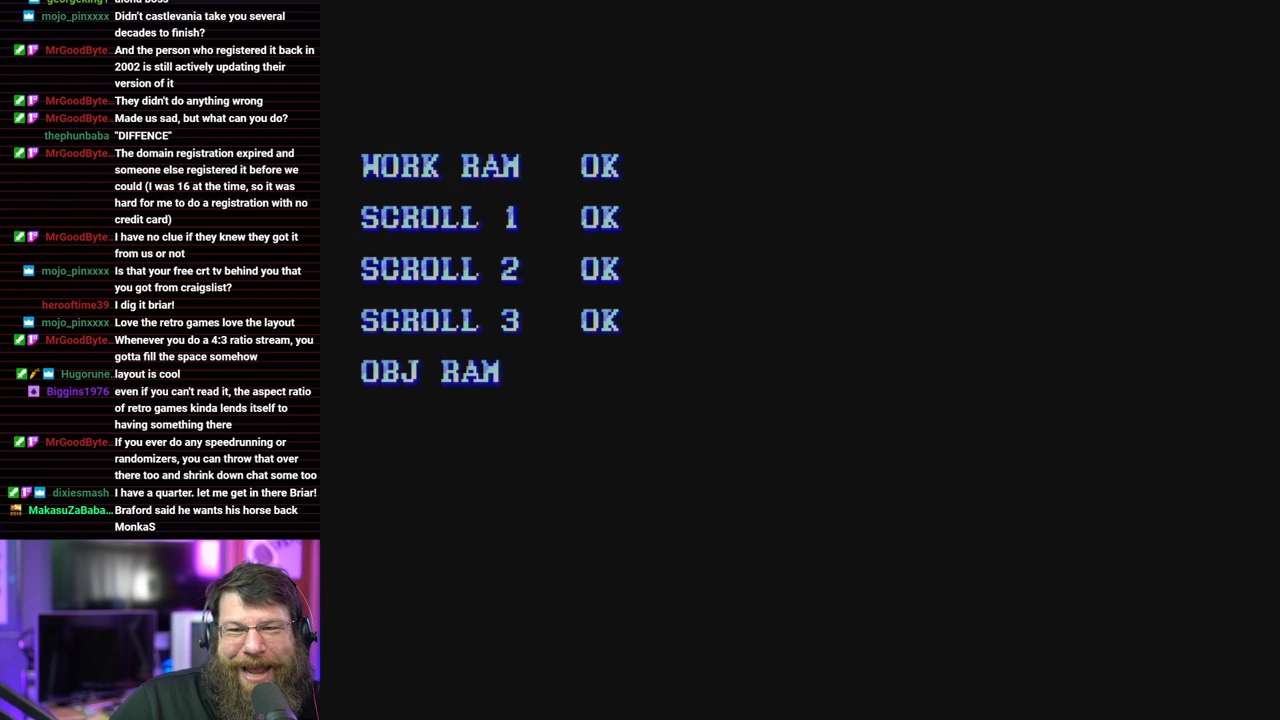 mojo_pinxxxx Didn't castlevania take you several
decades to finish?
MrGoodByte... And the person who registered it back in
2002 is still actively updating their
version of it
MrGoodByte... They didn't do anything wrong
MrGoodByte... Made us sad, but what can you do?
thephunbaba "DIFFENCE"
MrGoodByte... The domain registration expired and
someone else registered it before we
could (I was 16 at the time, so it was
hard for me to do a registration with no
credit card)
MrGoodByte... I have no clue if they knew they got it
from us or not
mojo_pinxxxx Is that your free crt tv behind you that
you got from craigslist?
herooftime39 I dig it briar!
mojo_pinxxxx Love the retro games love the layout
MrGoodByte... Whenever you do a 4:3 ratio stream, you
gotta fill the space somehow
Hugorune... layout is cool
Biggins1976 even if you can't read it, the aspect ratio
of retro games kinda lends itself to
having something there
MrGoodByte... If you ever do any speedrunning or
randomizers, you can throw that over
there too and shrink down chat some too
dixiesmash I have a quarter. let me get in there Briar!
MakasuZaBaba... Braford said he wants his horse back
MonkaS
WORK RAM OK
SCROLL 1 OK
SCROLL 2 OK
SCROLL 3 OK
OBJ RAM